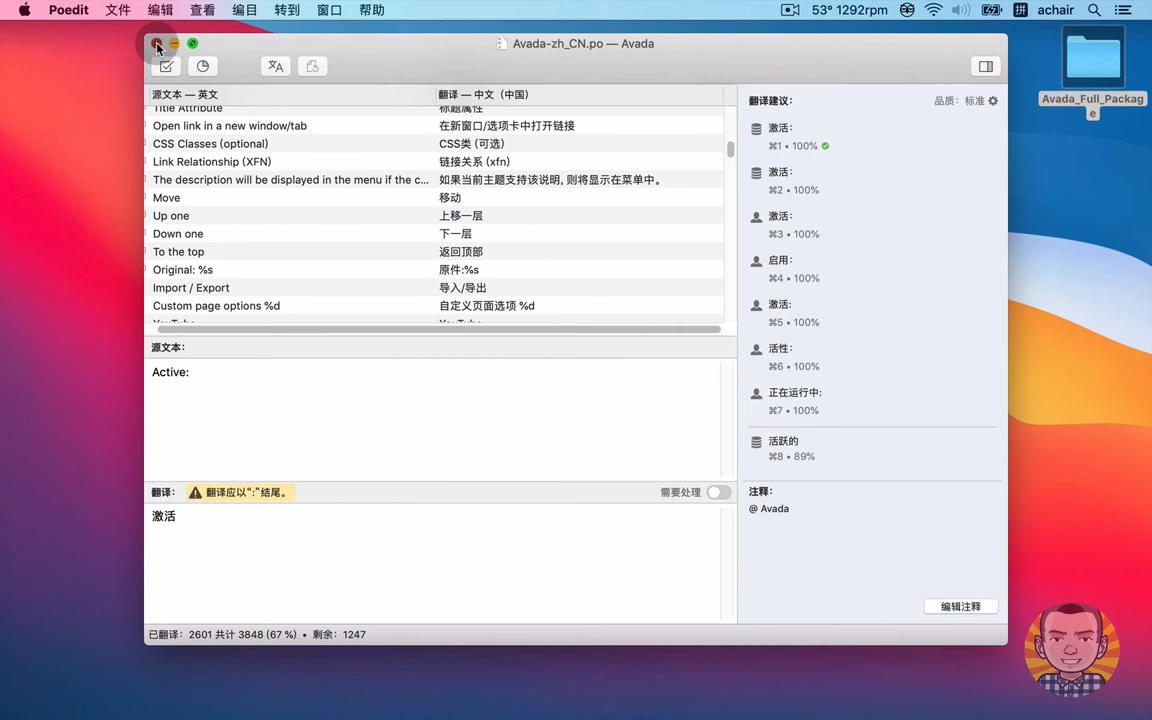 Poedit 文件 编辑 查看 编目 转到 窗口 帮助 53° 1292rpm 拼 achair
Avada-zh_CN.po — Avada
Avada_Full_Packag
e
源文本 — 英文 翻译 — 中文（中国）
Title Attribute 标题属性
Open link in a new window/tab 在新窗口/选项卡中打开链接
CSS Classes (optional) CSS类 (可选)
Link Relationship (XFN) 链接关系 (xfn)
The description will be displayed in the menu if the c... 如果当前主题支持该说明, 则将显示在菜单中。
Move 移动
Up one 上移一层
Down one 下一层
To the top 返回顶部
Original: %s 原件:%s
Import / Export 导入/导出
Custom page options %d 自定义页面选项 %d
YouTube YouTube
源文本:
Active:
翻译: 翻译应以“:”结尾。 需要处理
激活
已翻译: 2601 共计 3848 (67 %) • 剩余: 1247
翻译建议: 品质: 标准
激活:
⌘1 • 100%
激活:
⌘2 • 100%
激活:
⌘3 • 100%
启用:
⌘4 • 100%
激活:
⌘5 • 100%
活性:
⌘6 • 100%
正在运行中:
⌘7 • 100%
活跃的
⌘8 • 89%
注释:
@ Avada
编辑注释